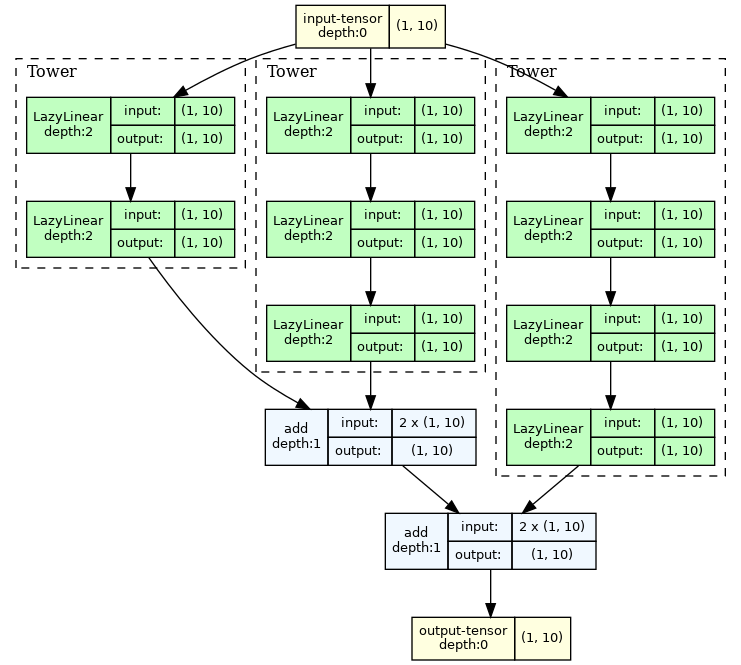 input-tensor
depth:0
(1, 10)
Tower
LazyLinear
depth:2
input:
(1, 10)
output:
(1, 10)
LazyLinear
depth:2
input:
(1, 10)
output:
(1, 10)
Tower
LazyLinear
depth:2
input:
(1, 10)
output:
(1, 10)
LazyLinear
depth:2
input:
(1, 10)
output:
(1, 10)
LazyLinear
depth:2
input:
(1, 10)
output:
(1, 10)
Tower
LazyLinear
depth:2
input:
(1, 10)
output:
(1, 10)
LazyLinear
depth:2
input:
(1, 10)
output:
(1, 10)
LazyLinear
depth:2
input:
(1, 10)
output:
(1, 10)
LazyLinear
depth:2
input:
(1, 10)
output:
(1, 10)
add
depth:1
input:
2 x (1, 10)
output:
(1, 10)
add
depth:1
input:
2 x (1, 10)
output:
(1, 10)
output-tensor
depth:0
(1, 10)